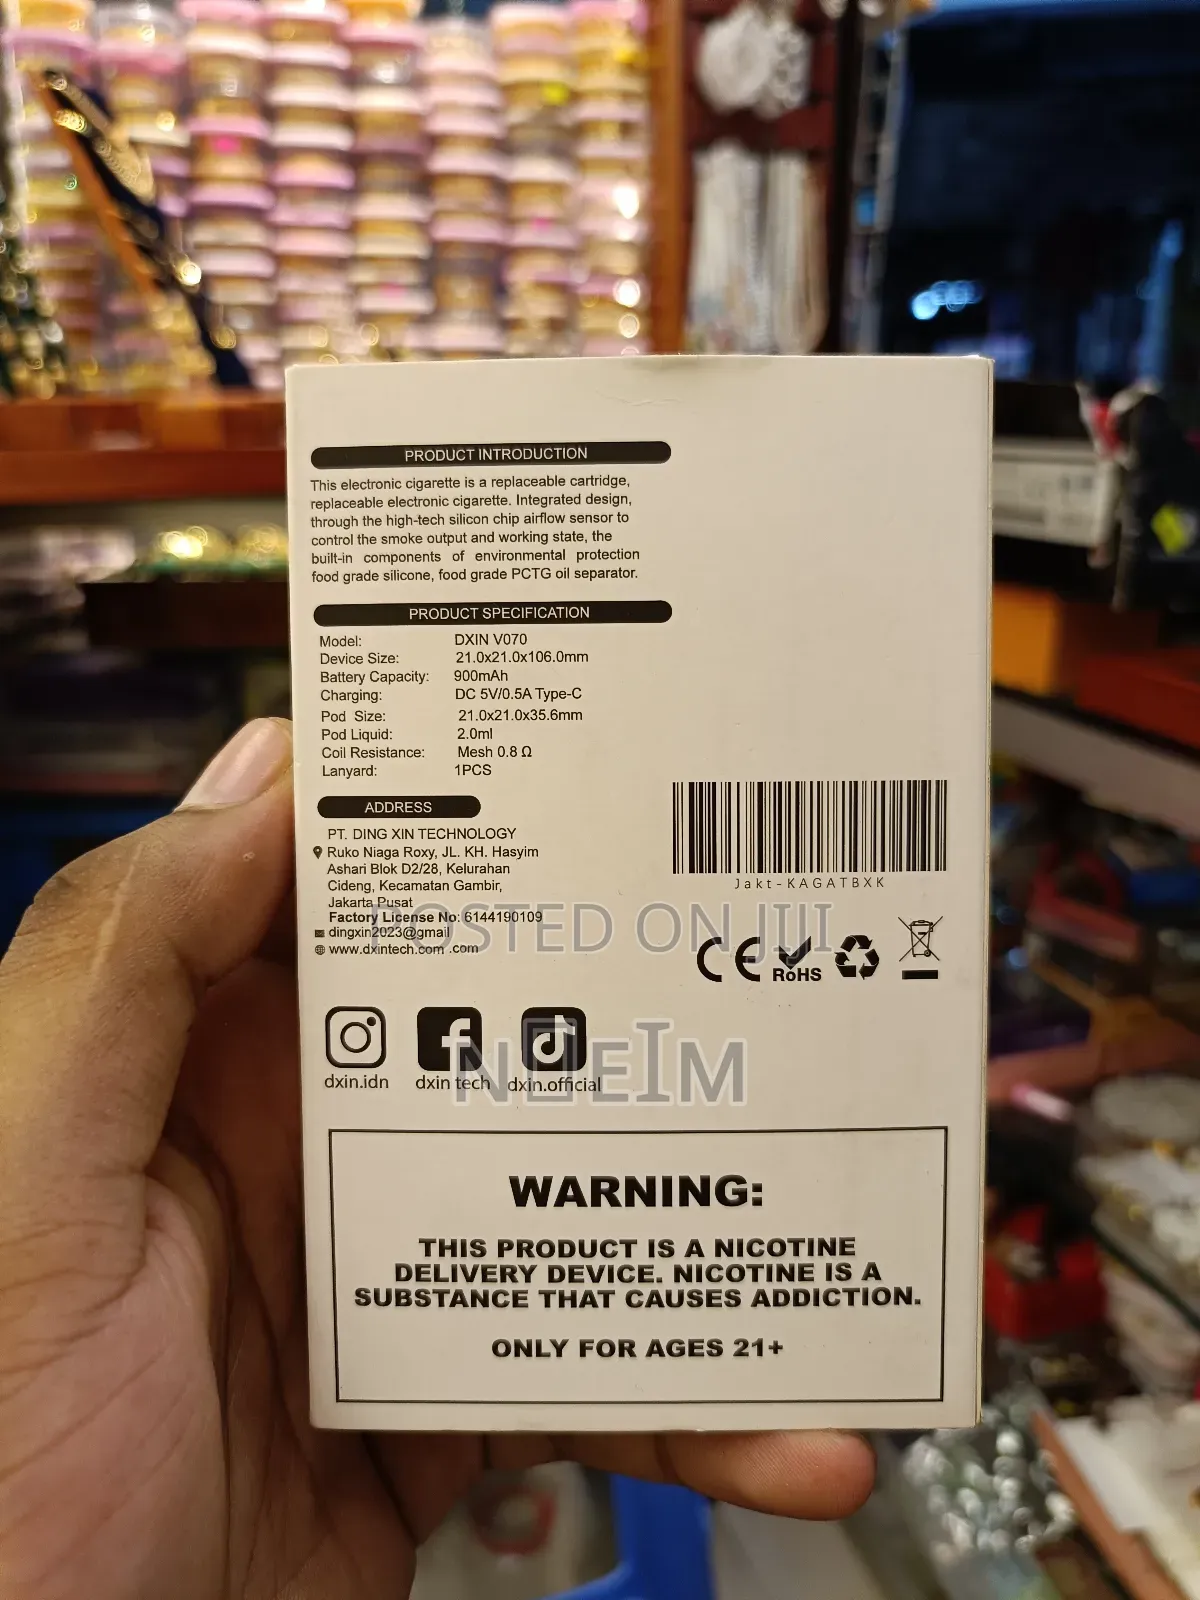 PRODUCT INTRODUCTION
This electronic cigarette is a replaceable cartridge,
replaceable electronic cigarette. Integrated design,
through the high-tech silicon chip airflow sensor to
control the smoke output and working state, the
built-in components of environmental protection
food grade silicone, food grade PCTG oil separator.
PRODUCT SPECIFICATION
Model: DXIN V070
Device Size: 21.0x21.0x106.0mm
Battery Capacity: 900mAh
Charging: DC 5V/0.5A Type-C
Pod Size: 21.0x21.0x35.6mm
Pod Liquid: 2.0ml
Coil Resistance: Mesh 0.8 Ω
Lanyard: 1PCS
ADDRESS
PT. DING XIN TECHNOLOGY
Ruko Niaga Roxy, JL. KH. Hasyim
Ashari Blok D2/28, Kelurahan
Cideng, Kecamatan Gambir,
Jakarta Pusat
Factory License No: 6144190109
dingxin2023@gmail
www.dxintech.com .com
Jakt-KAGATBXK
POSTED ON JIJI
CE RoHS
dxin.idn dxin tech dxin.official
WARNING:
THIS PRODUCT IS A NICOTINE
DELIVERY DEVICE. NICOTINE IS A
SUBSTANCE THAT CAUSES ADDICTION.
ONLY FOR AGES 21+